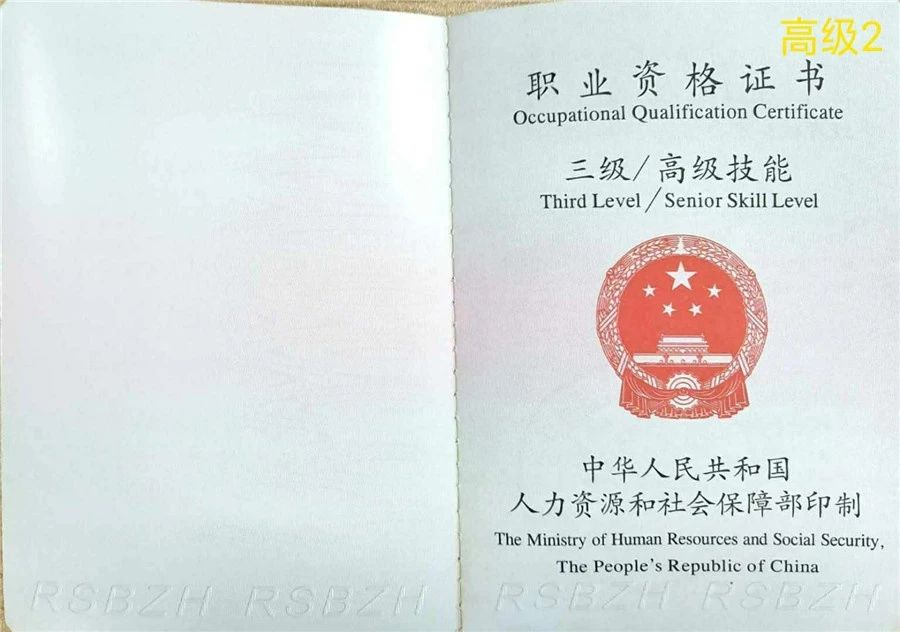 高级2
职业资格证书
Occupational Qualification Certificate
三级/高级技能
Third Level/Senior Skill Level
中华人民共和国
人力资源和社会保障部印制
The Ministry of Human Resources and Social Security,
The People's Republic of China
RSBZH RSBZH RSBZH RSBZH